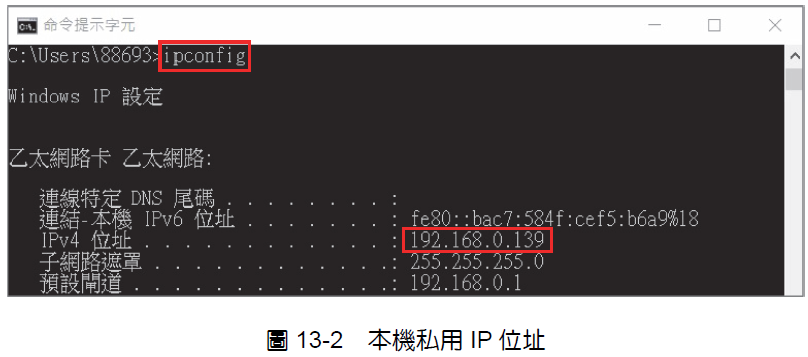 命令提示字元
C:\Users\88693>ipconfig
Windows IP 設定
乙太網路卡 乙太網路:
連線特定 DNS 尾碼 . . . . . . . . :
連結-本機 IPv6 位址 . . . . . . . : fe80::bac7:584f:cef5:b6a9%18
IPv4 位址 . . . . . . . . . . . . : 192.168.0.139
子網路遮罩 . . . . . . . . . . . .: 255.255.255.0
預設閘道 . . . . . . . . . . . . .: 192.168.0.1
圖 13-2 本機私用 IP 位址